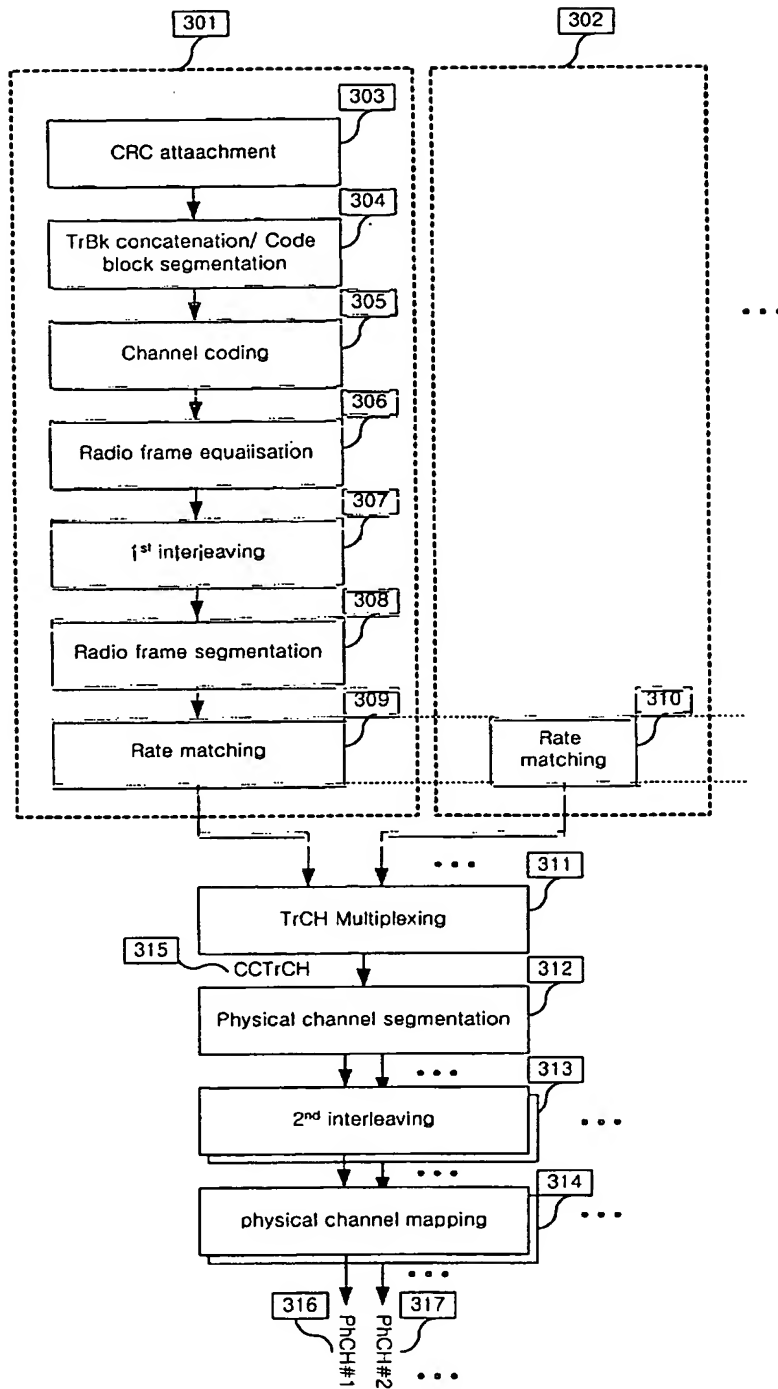 301
302
303
CRC attaachment
304
TrBk concatenation/ Code
block segmentation
305
Channel coding
306
Radio frame equalisation
307
1st interleaving
308
Radio frame segmentation
309
Rate matching
310
Rate
matching
311
TrCH Multiplexing
315
CCTrCH
312
Physical channel segmentation
313
2nd interleaving
314
physical channel mapping
316
PhCH#1
PhCH#2
317